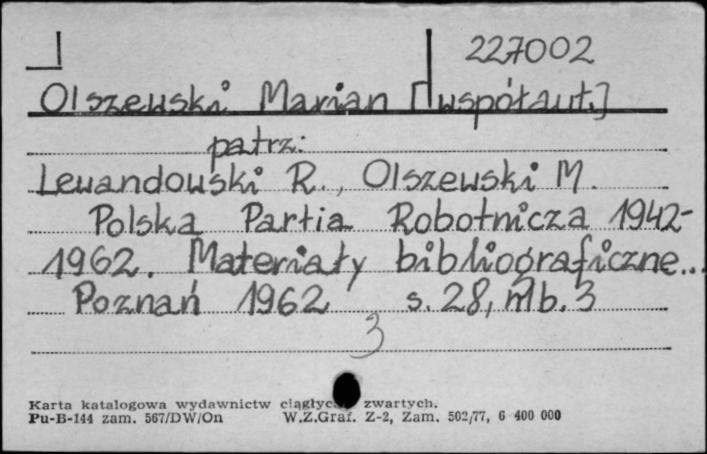 227002
Olszewski Marian [współaut.]
patrz:
Lewandowski R., Olszewski M.
Polska Partia Robotnicza 1942-
1962. Materiały bibliograficzne...
Poznań 1962 s. 28, nlb. 3
3
Karta katalogowa wydawnictw ciągłych zwartych.
Pu-B-144 zam. 567/DW/On W.Z.Graf. Z-2, Zam. 502/77, 6 400 000